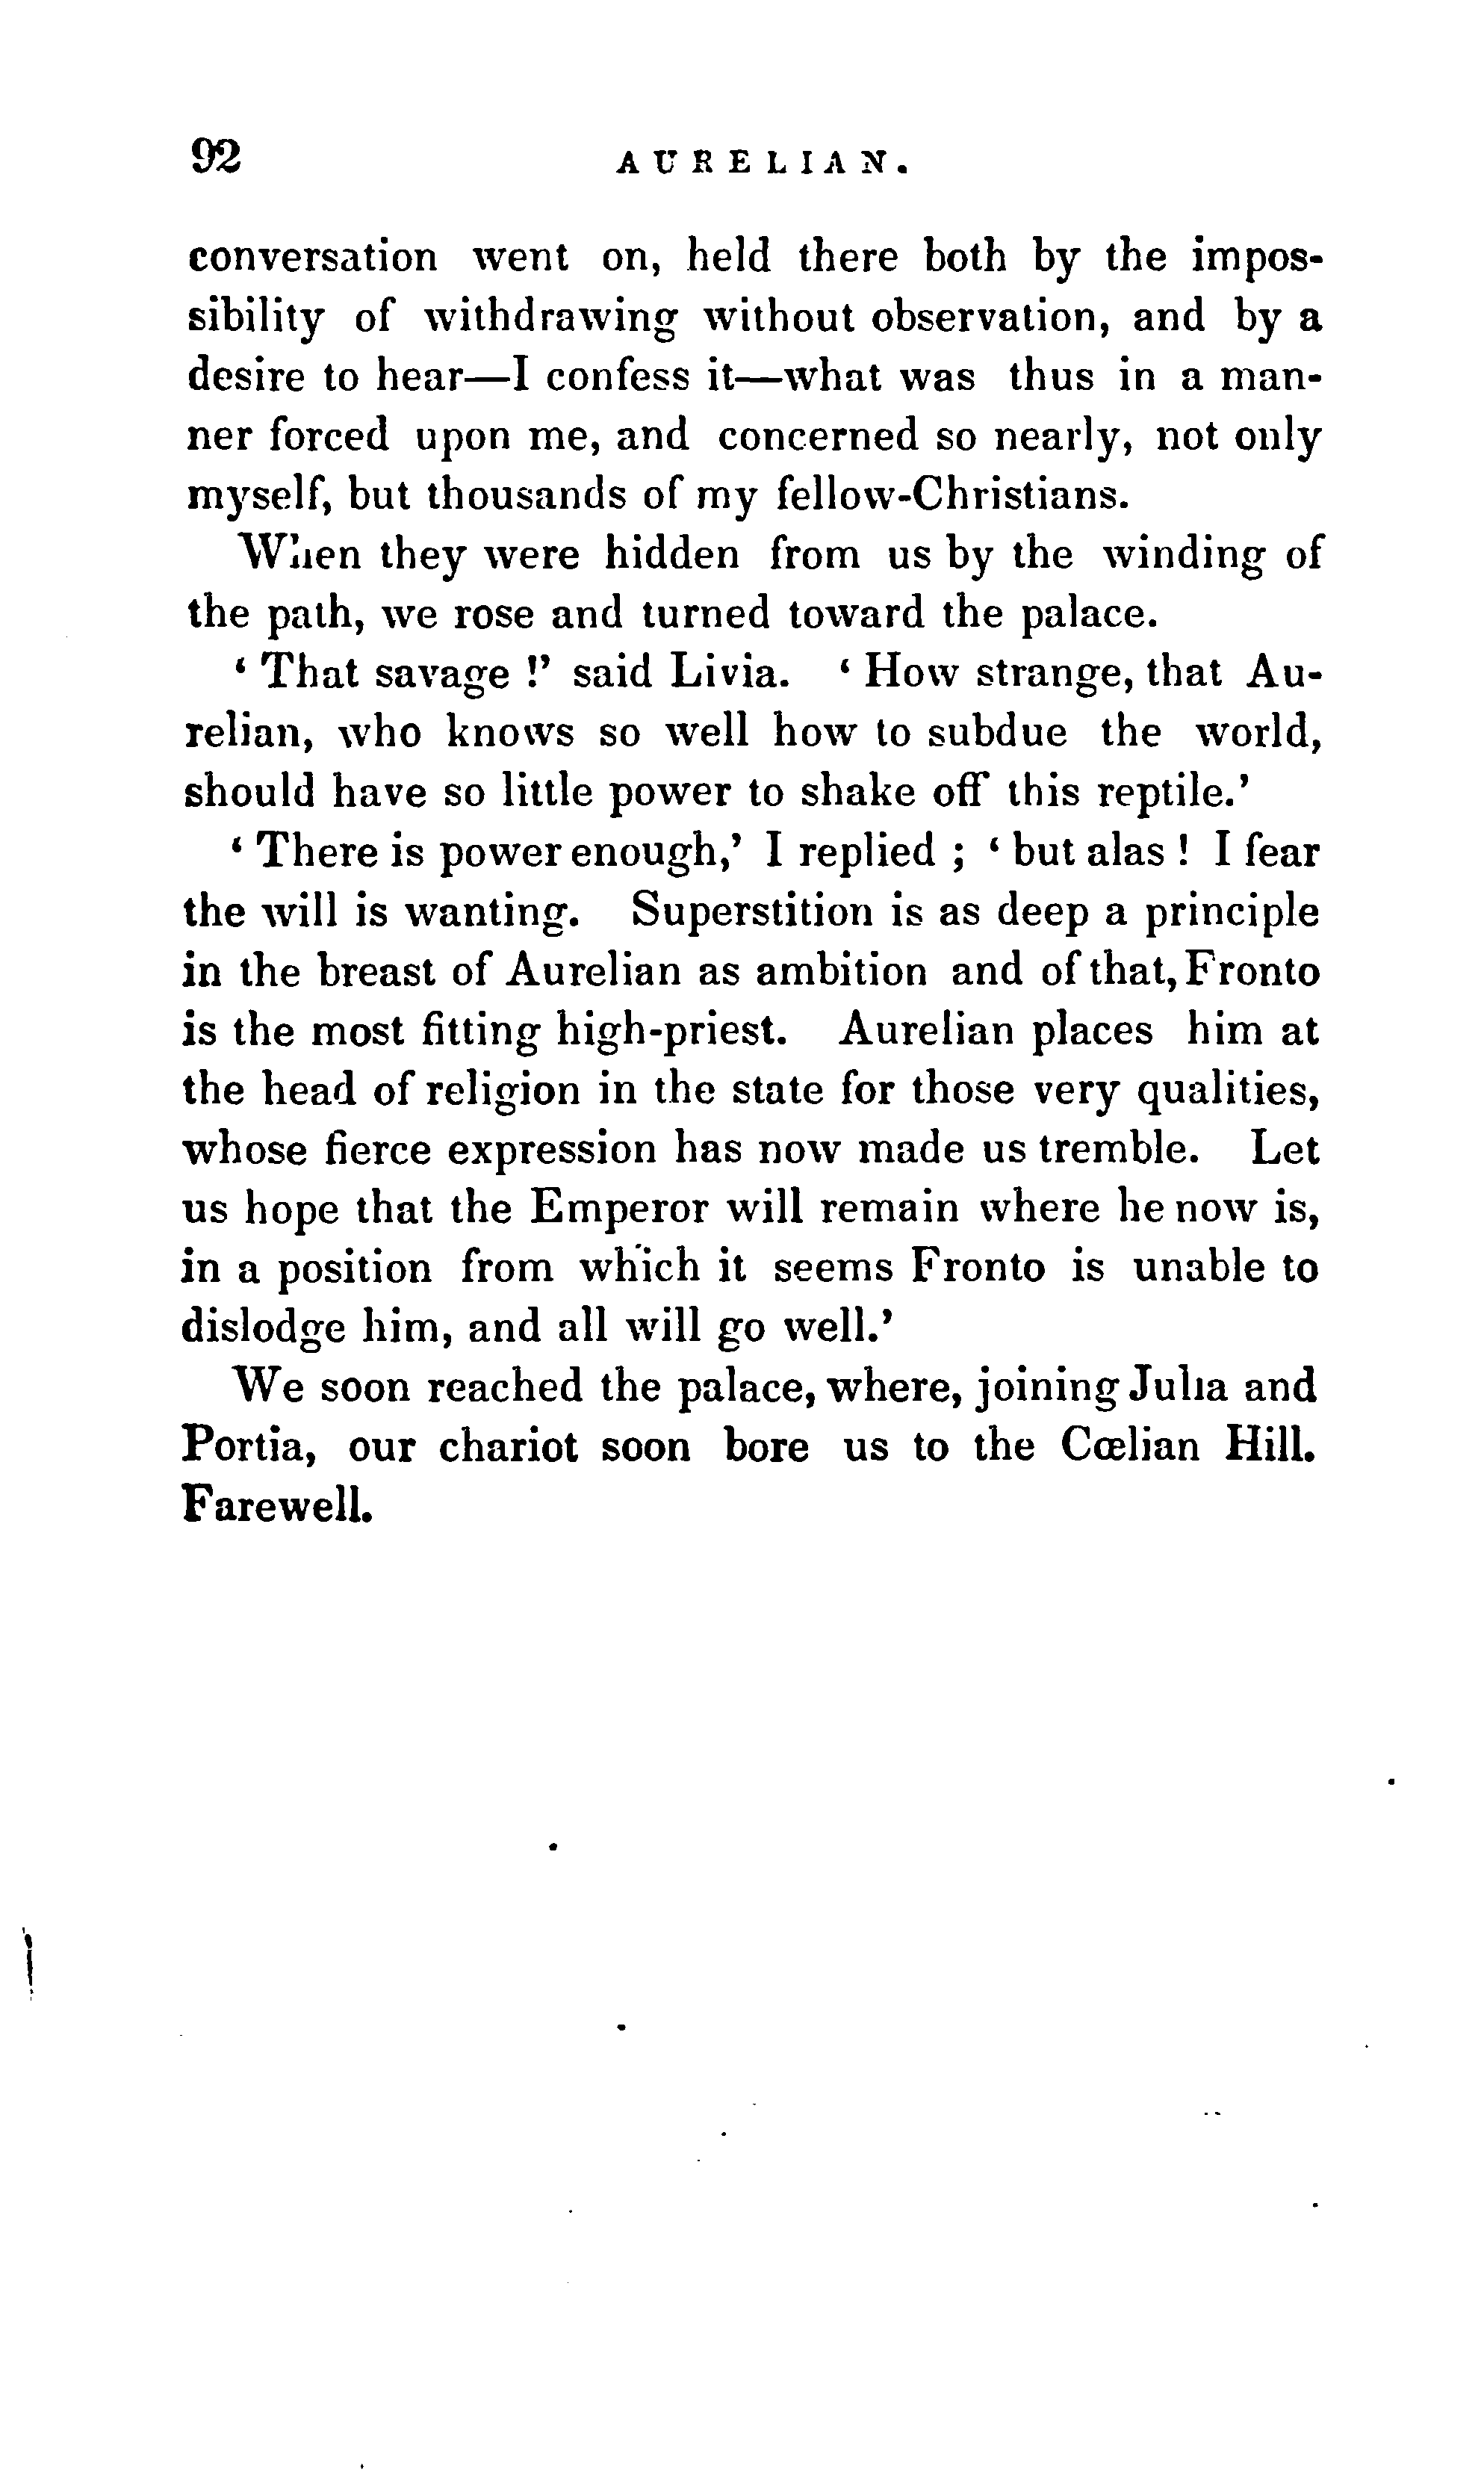 92 AURELIAN.
conversation went on, held there both by the impos-
sibility of withdrawing without observation, and by a
desire to hear—I confess it—what was thus in a man-
ner forced upon me, and concerned so nearly, not only
myself, but thousands of my fellow-Christians.
When they were hidden from us by the winding of
the path, we rose and turned toward the palace.
‘ That savage !’ said Livia. ‘ How strange, that Au-
relian, who knows so well how to subdue the world,
should have so little power to shake off this reptile.’
‘ There is power enough,’ I replied ; ‘ but alas ! I fear
the will is wanting. Superstition is as deep a principle
in the breast of Aurelian as ambition and of that, Fronto
is the most fitting high-priest. Aurelian places him at
the head of religion in the state for those very qualities,
whose fierce expression has now made us tremble. Let
us hope that the Emperor will remain where he now is,
in a position from which it seems Fronto is unable to
dislodge him, and all will go well.’
We soon reached the palace, where, joining Julia and
Portia, our chariot soon bore us to the Cœlian Hill.
Farewell.